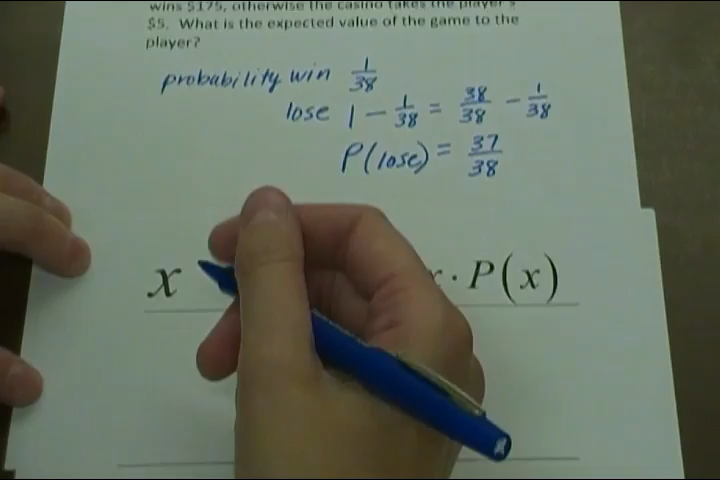 wins $175, otherwise the casino takes the player's
$5. What is the expected value of the game to the
player?
probability win 1/38
lose 1 - 1/38 = 38/38 - 1/38
P(lose) = 37/38
x x · P(x)